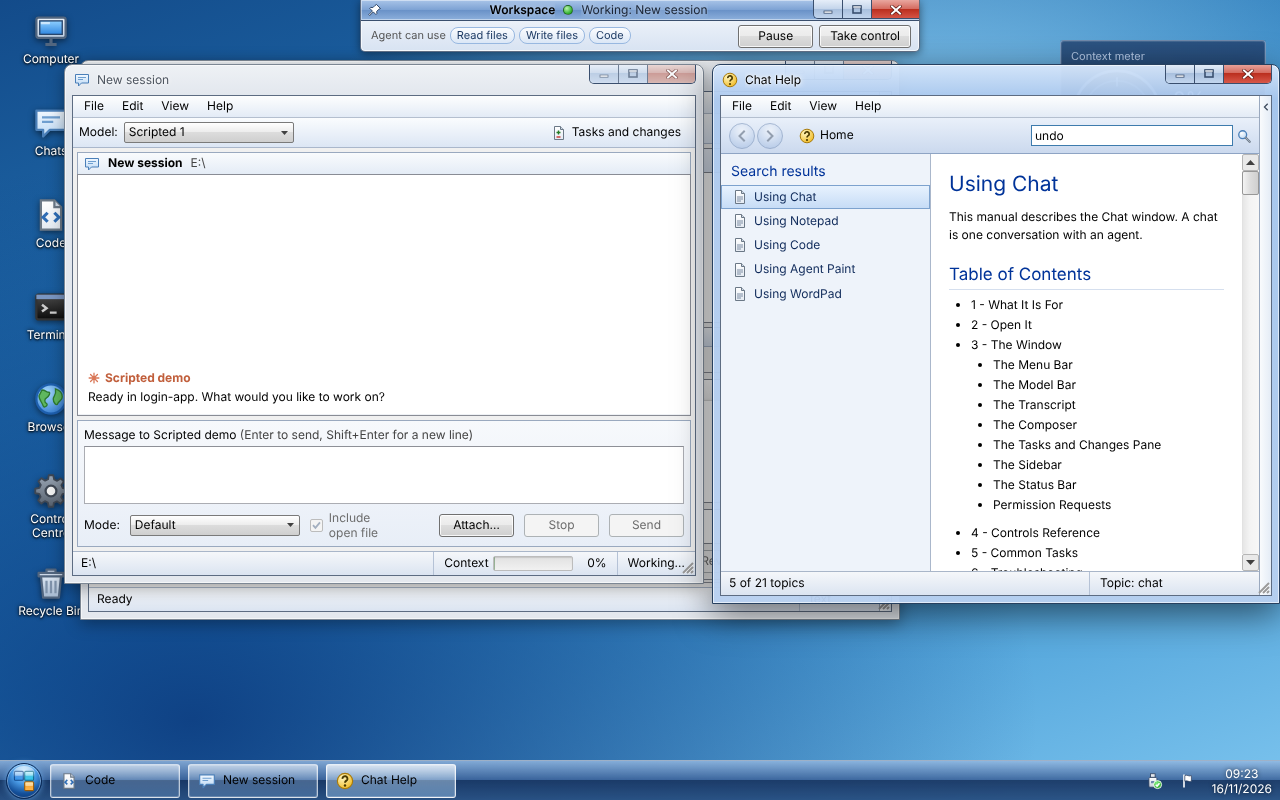 Workspace Working: New session
Agent can use Read files Write files Code Pause Take control
Computer
Chats
Code
Browse
Recycle Bin
Context meter
New session
File Edit View Help
Model: Scripted 1 Tasks and changes
New session E:\
Scripted demo
Ready in login-app. What would you like to work on?
Message to Scripted demo (Enter to send, Shift+Enter for a new line)
Mode: Default Include open file Attach... Stop Send
E:\ Context 0% Working...
Ready
Chat Help
File Edit View Help
Home undo
Search results
Using Chat
Using Notepad
Using Code
Using Agent Paint
Using WordPad
Using Chat
This manual describes the Chat window. A chat
is one conversation with an agent.
Table of Contents
1 - What It Is For
2 - Open It
3 - The Window
The Menu Bar
The Model Bar
The Transcript
The Composer
The Tasks and Changes Pane
The Sidebar
The Status Bar
Permission Requests
4 - Controls Reference
5 - Common Tasks
5 of 21 topics Topic: chat
Code New session Chat Help
09:23
16/11/2026